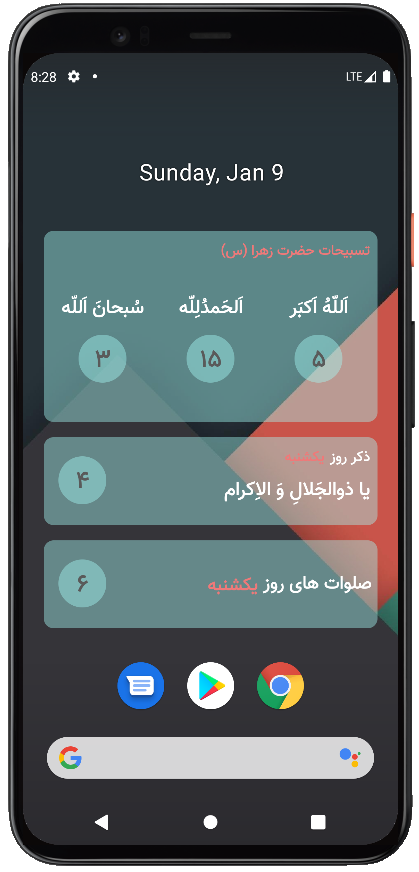 8:28 LTE
Sunday, Jan 9
تسبیحات حضرت زهرا (س)
اَللّهُ اَکبَر اَلحَمدُلِلّه سُبحانَ اَللّه
۵ ۱۵ ۳
ذکر روز یکشنبه
یا ذوالجَلالِ وَ الاِکرام
۴
صلوات های روز یکشنبه
۶